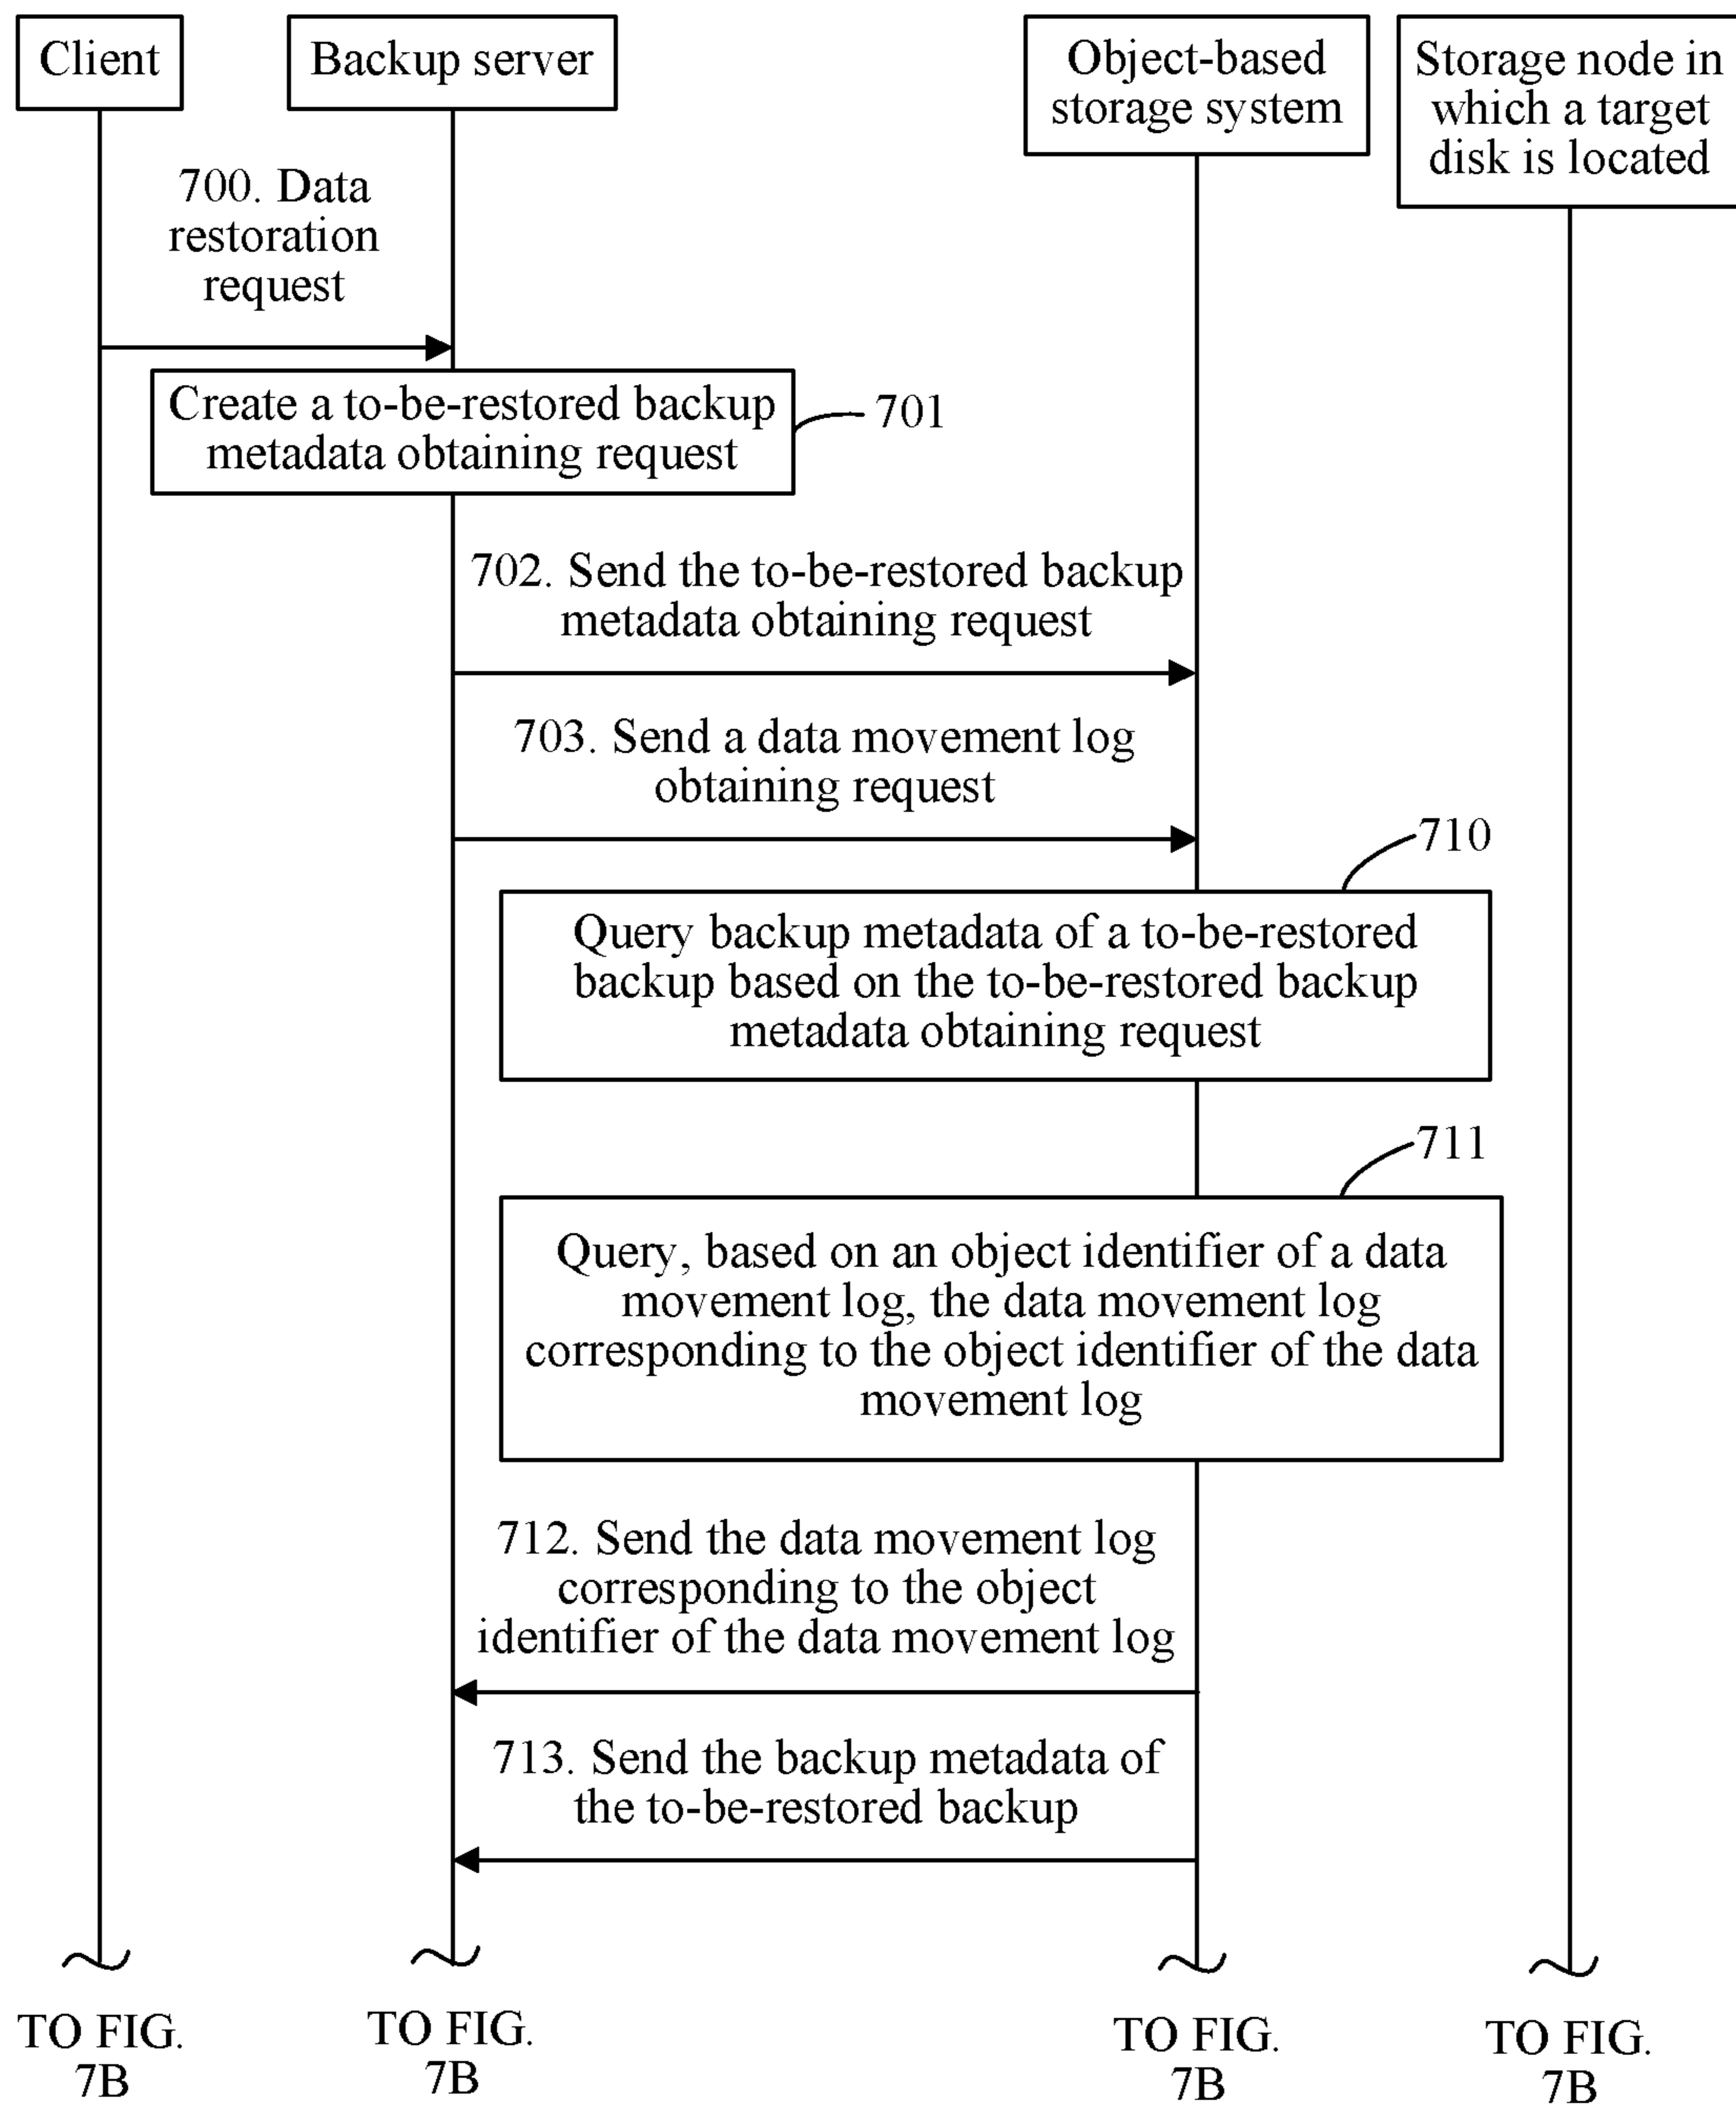 Client
Backup server
Object-based
storage system
Storage node in
which a target
disk is located
700. Data
restoration
request
Create a to-be-restored backup
metadata obtaining request
701
702. Send the to-be-restored backup
metadata obtaining request
703. Send a data movement log
obtaining request
710
Query backup metadata of a to-be-restored
backup based on the to-be-restored backup
metadata obtaining request
711
Query, based on an object identifier of a data
movement log, the data movement log
corresponding to the object identifier of the data
movement log
712. Send the data movement log
corresponding to the object
identifier of the data movement log
713. Send the backup metadata of
the to-be-restored backup
TO FIG.
7B
TO FIG.
7B
TO FIG.
7B
TO FIG.
7B